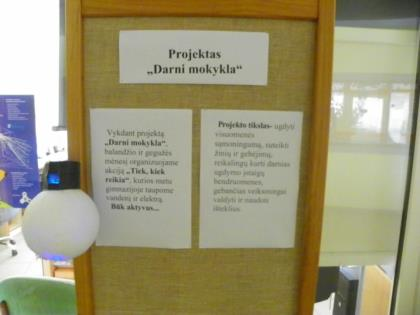 Projektas
„Darni mokykla“
Vykdant projektą
„Darni mokykla“,
balandžio ir gegužės
mėnesį organizuojame
akciją „Tiek, kiek
reikia“, kurios metu
gimnazijoje taupome
vandenį ir elektrą.
Būk aktyvus...
Projekto tikslas- ugdyti
visuomenės
sąmoningumą, suteikti
žinių ir gebėjimų,
reikalingų kurti darnias
ugdymo įstaigų
bendruomenes,
gebančias veiksmingai
valdyti ir naudoti
išteklius.